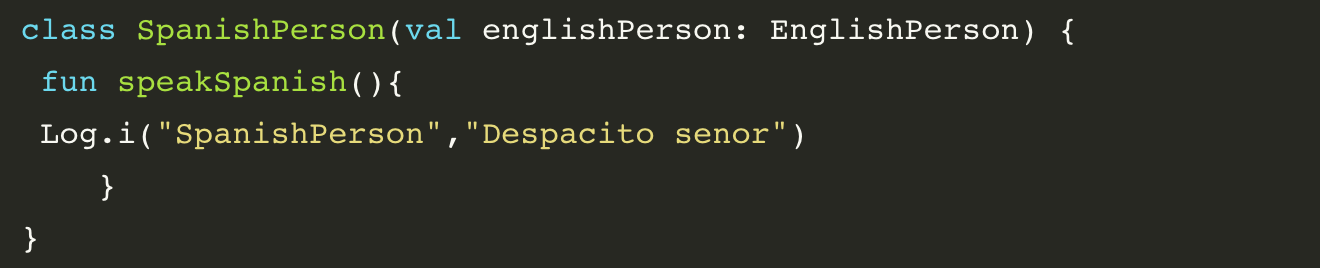 class SpanishPerson(val englishPerson: EnglishPerson) {
fun speakSpanish(){
Log.i("SpanishPerson","Despacito senor")
}
}